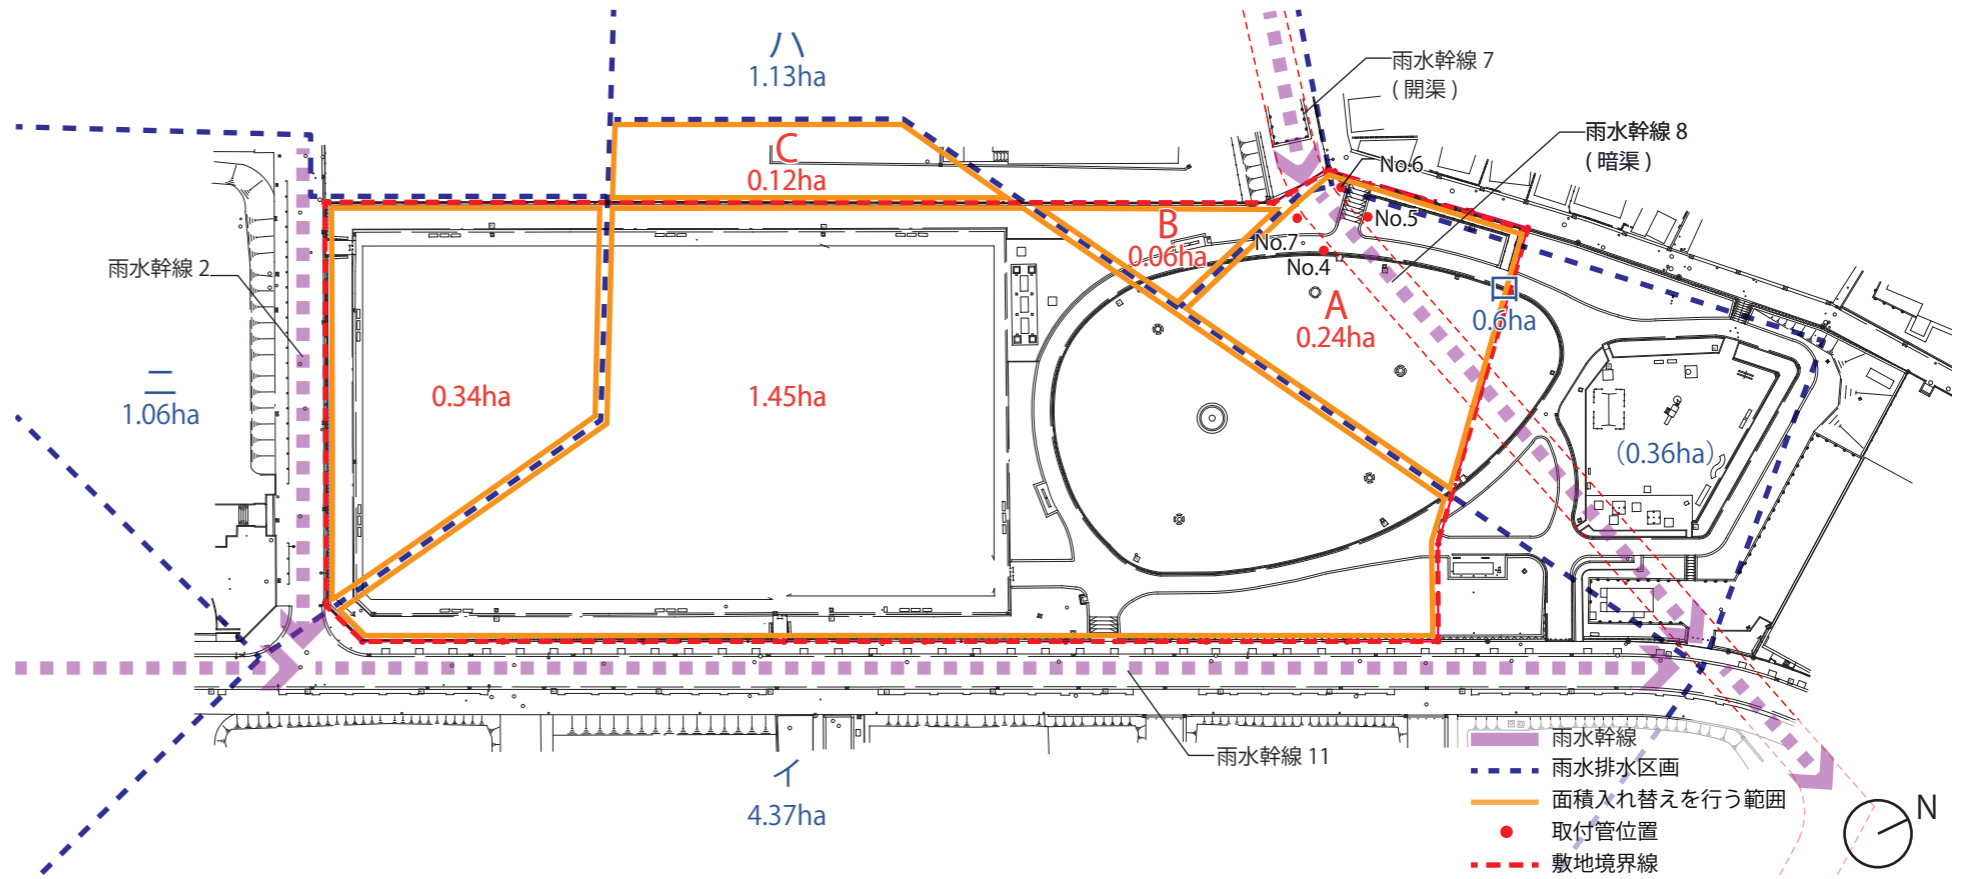 ハ
1.13ha
雨水幹線 7
( 開渠 )
雨水幹線 8
( 暗渠 )
C
0.12ha
No.6
No.5
B
0.06ha
No.7
No.4
雨水幹線 2
A
0.24ha
ロ
0.6ha
ニ
1.06ha
0.34ha
1.45ha
(0.36ha)
イ
4.37ha
雨水幹線 11
雨水幹線
雨水排水区画
面積入れ替えを行う範囲
取付管位置
敷地境界線
N